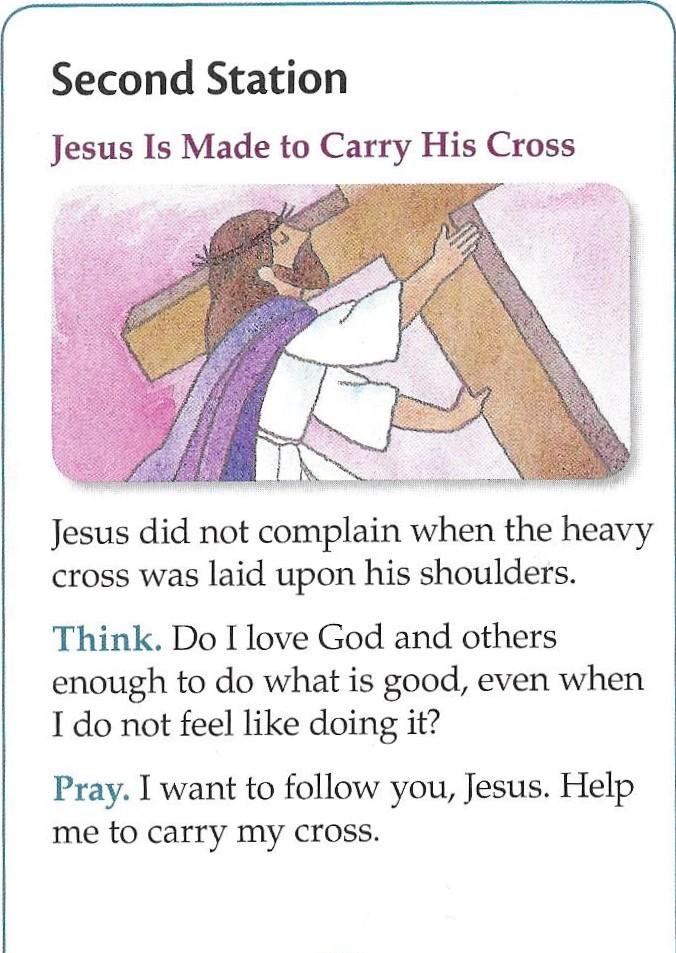 Second Station
Jesus Is Made to Carry His Cross
Jesus did not complain when the heavy
cross was laid upon his shoulders.
Think. Do I love God and others
enough to do what is good, even when
I do not feel like doing it?
Pray. I want to follow you, Jesus. Help
me to carry my cross.